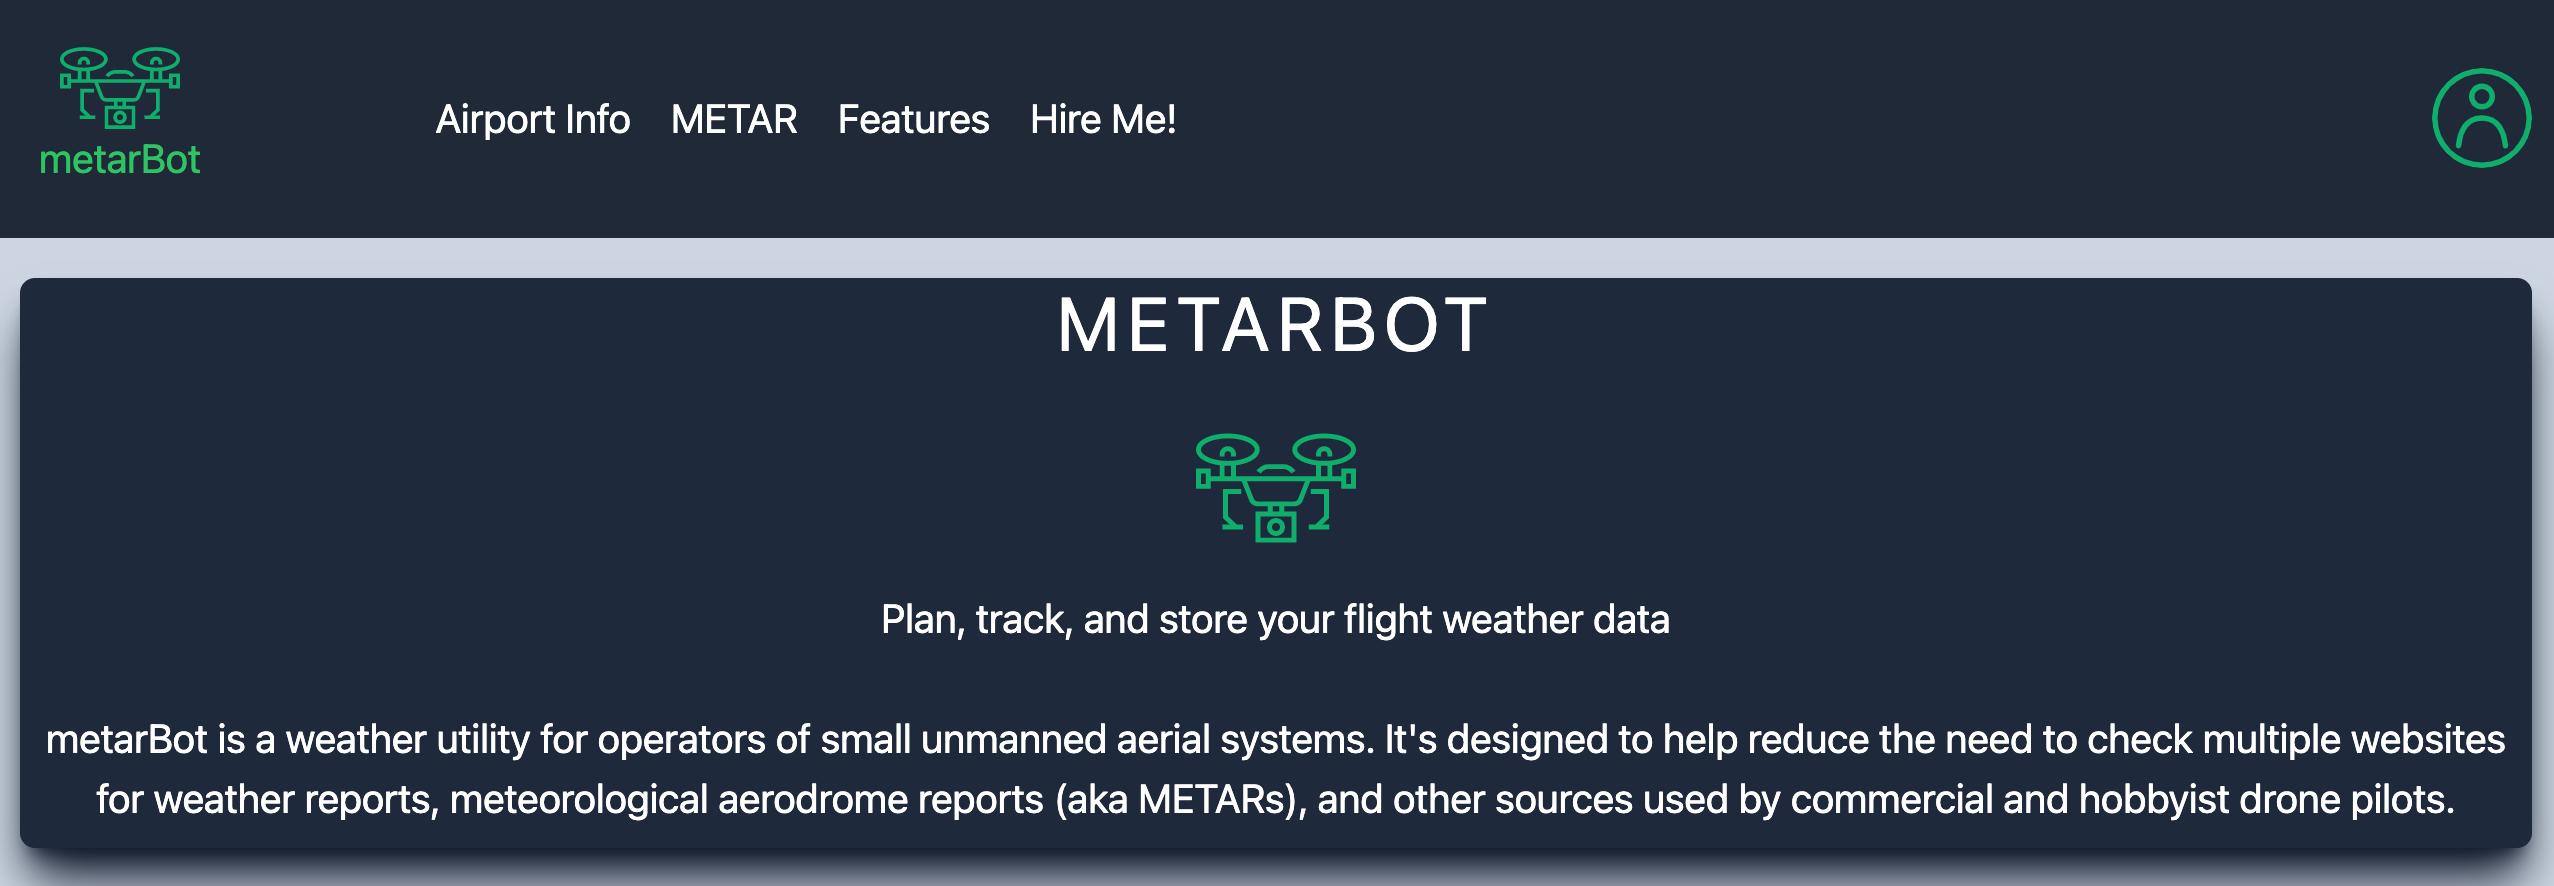 metarBot
Airport Info
METAR
Features
Hire Me!
METARBOT
Plan, track, and store your flight weather data
metarBot is a weather utility for operators of small unmanned aerial systems. It's designed to help reduce the need to check multiple websites
for weather reports, meteorological aerodrome reports (aka METARs), and other sources used by commercial and hobbyist drone pilots.